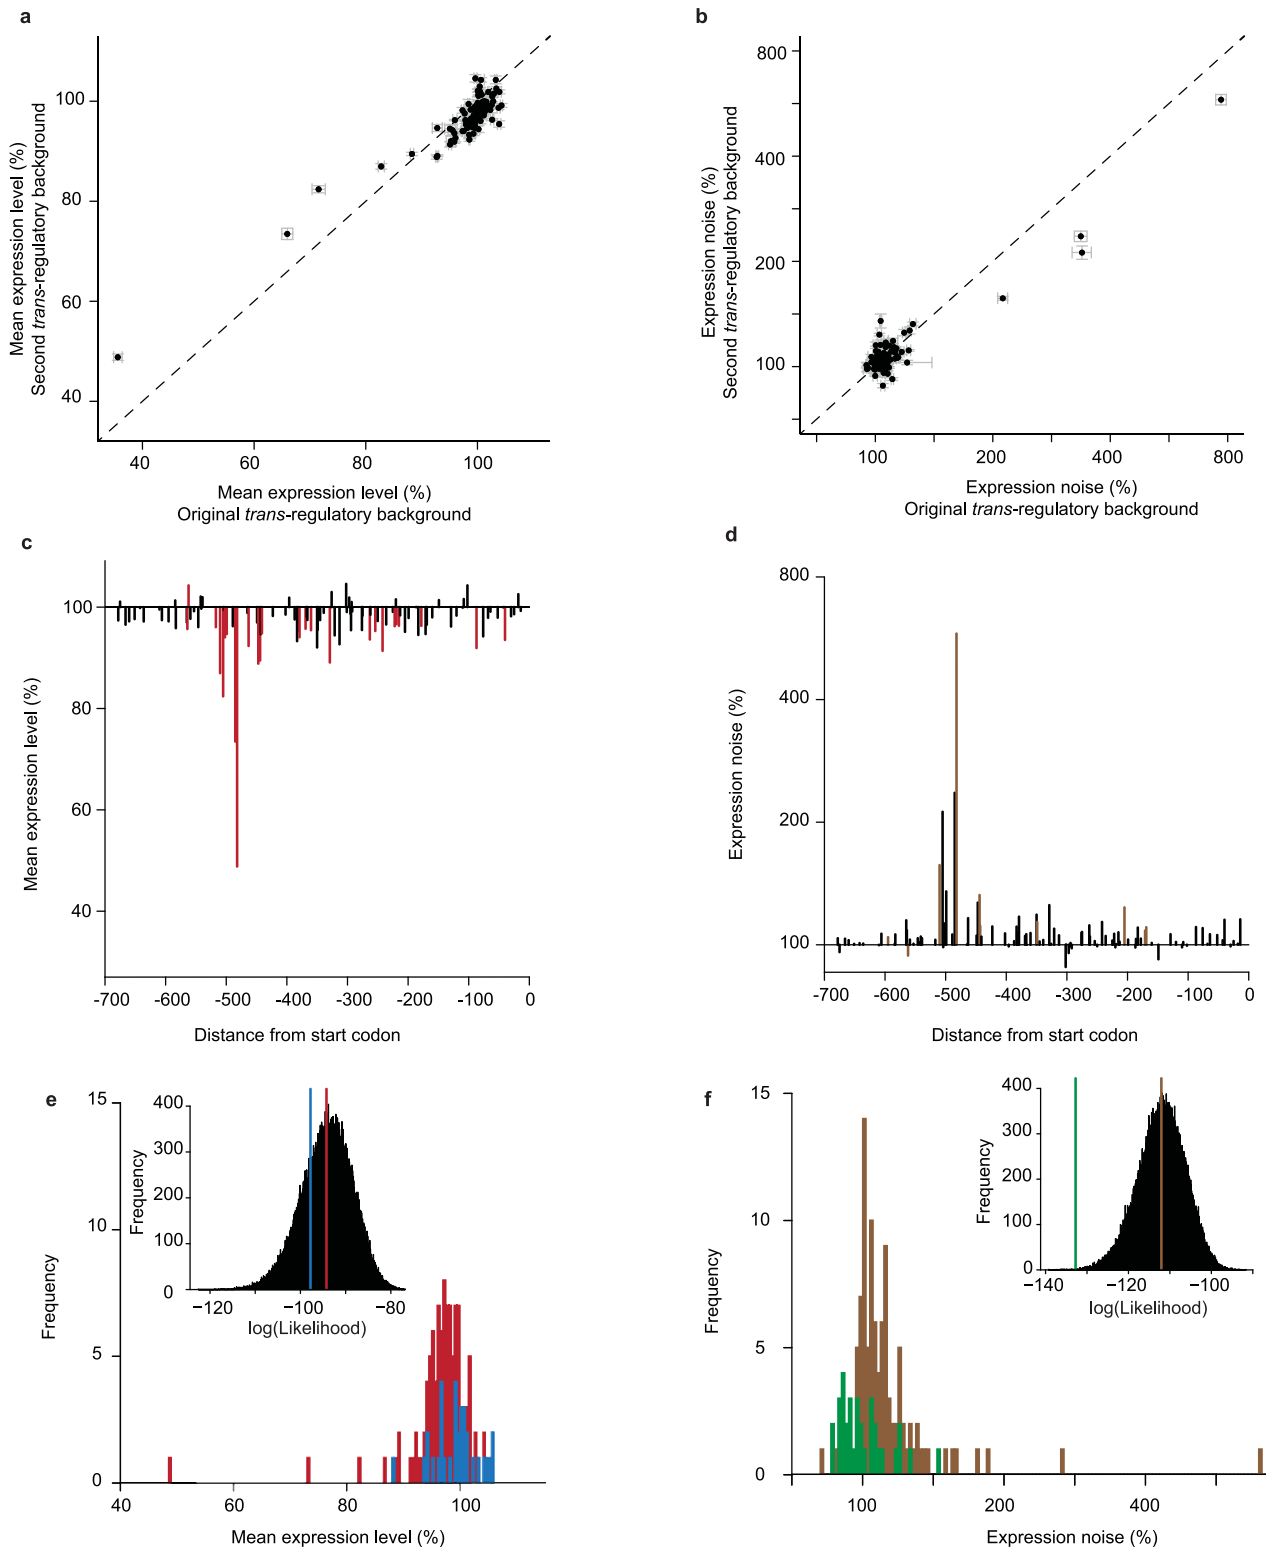 a
Mean expression level (%)
Second trans-regulatory background
100
80
60
40
40
60
80
100
Mean expression level (%)
Original trans-regulatory background
b
Expression noise (%)
Second trans-regulatory background
800
400
200
100
100
200
400
800
Expression noise (%)
Original trans-regulatory background
c
Mean expression level (%)
100
80
60
40
-700
-600
-500
-400
-300
-200
-100
0
Distance from start codon
d
Expression noise (%)
800
400
200
100
-700
-600
-500
-400
-300
-200
-100
0
Distance from start codon
e
Frequency
15
10
5
0
40
60
80
100
Mean expression level (%)
Frequency
400
300
200
100
0
−120
−100
−80
log(Likelihood)
f
Frequency
15
10
5
0
100
200
400
Expression noise (%)
Frequency
400
300
200
100
0
−140
−120
−100
log(Likelihood)